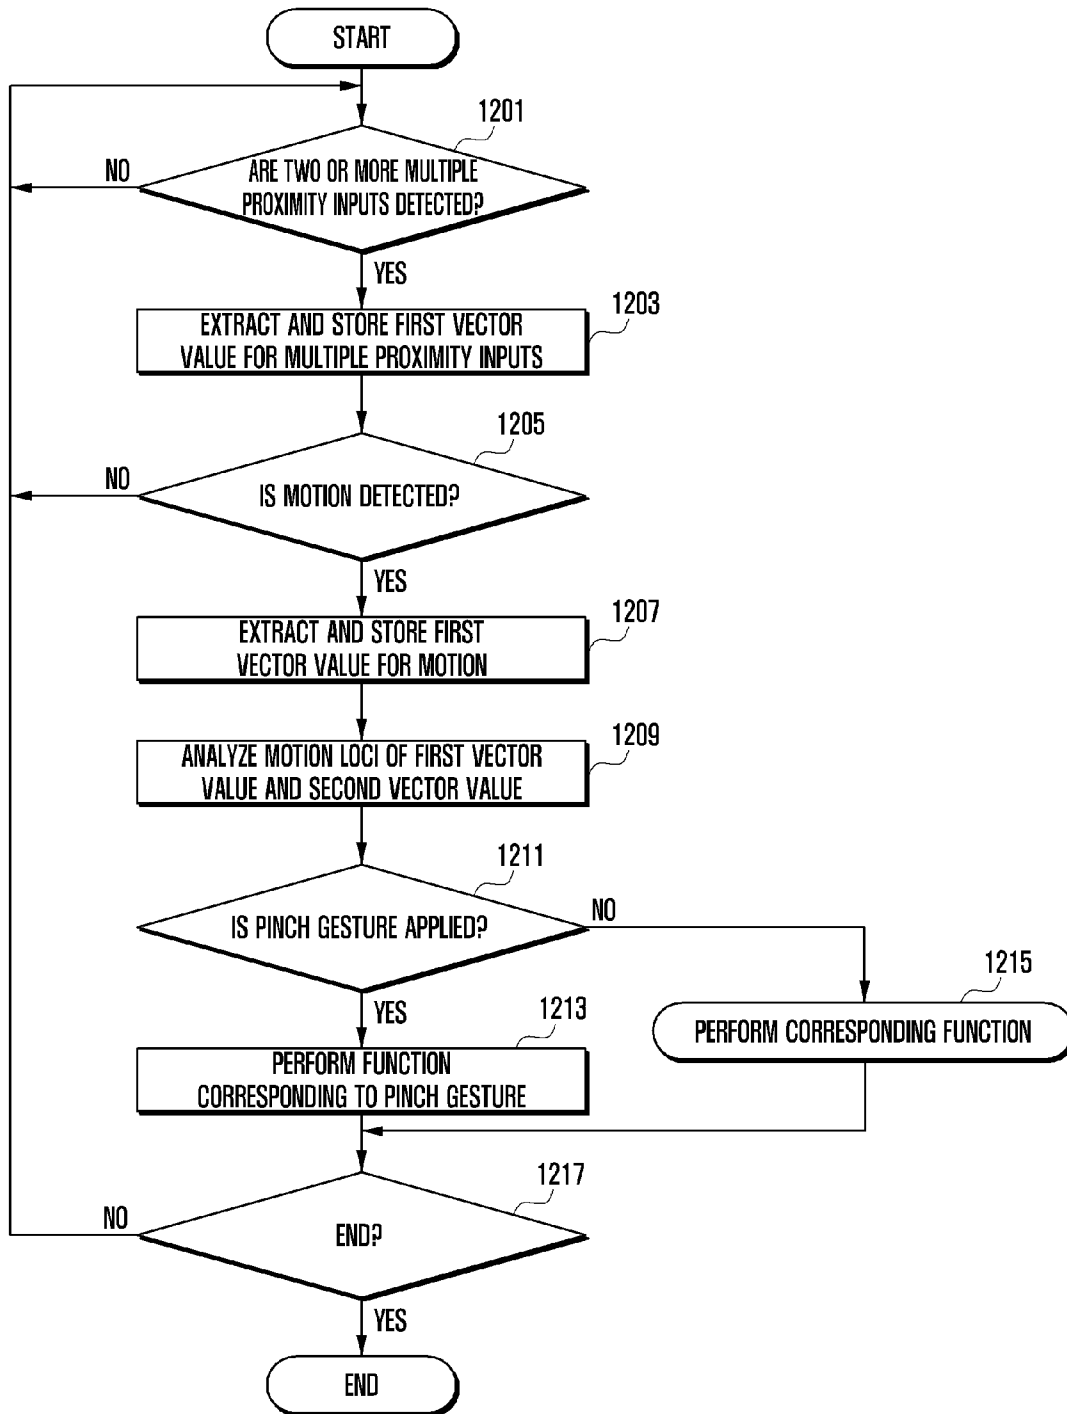 START
1201
NO
ARE TWO OR MORE MULTIPLE
PROXIMITY INPUTS DETECTED?
YES
1203
EXTRACT AND STORE FIRST VECTOR
VALUE FOR MULTIPLE PROXIMITY INPUTS
1205
NO
IS MOTION DETECTED?
YES
1207
EXTRACT AND STORE FIRST
VECTOR VALUE FOR MOTION
1209
ANALYZE MOTION LOCI OF FIRST VECTOR
VALUE AND SECOND VECTOR VALUE
1211
IS PINCH GESTURE APPLIED?
NO
YES
1213
PERFORM FUNCTION
CORRESPONDING TO PINCH GESTURE
1215
PERFORM CORRESPONDING FUNCTION
1217
NO
END?
YES
END